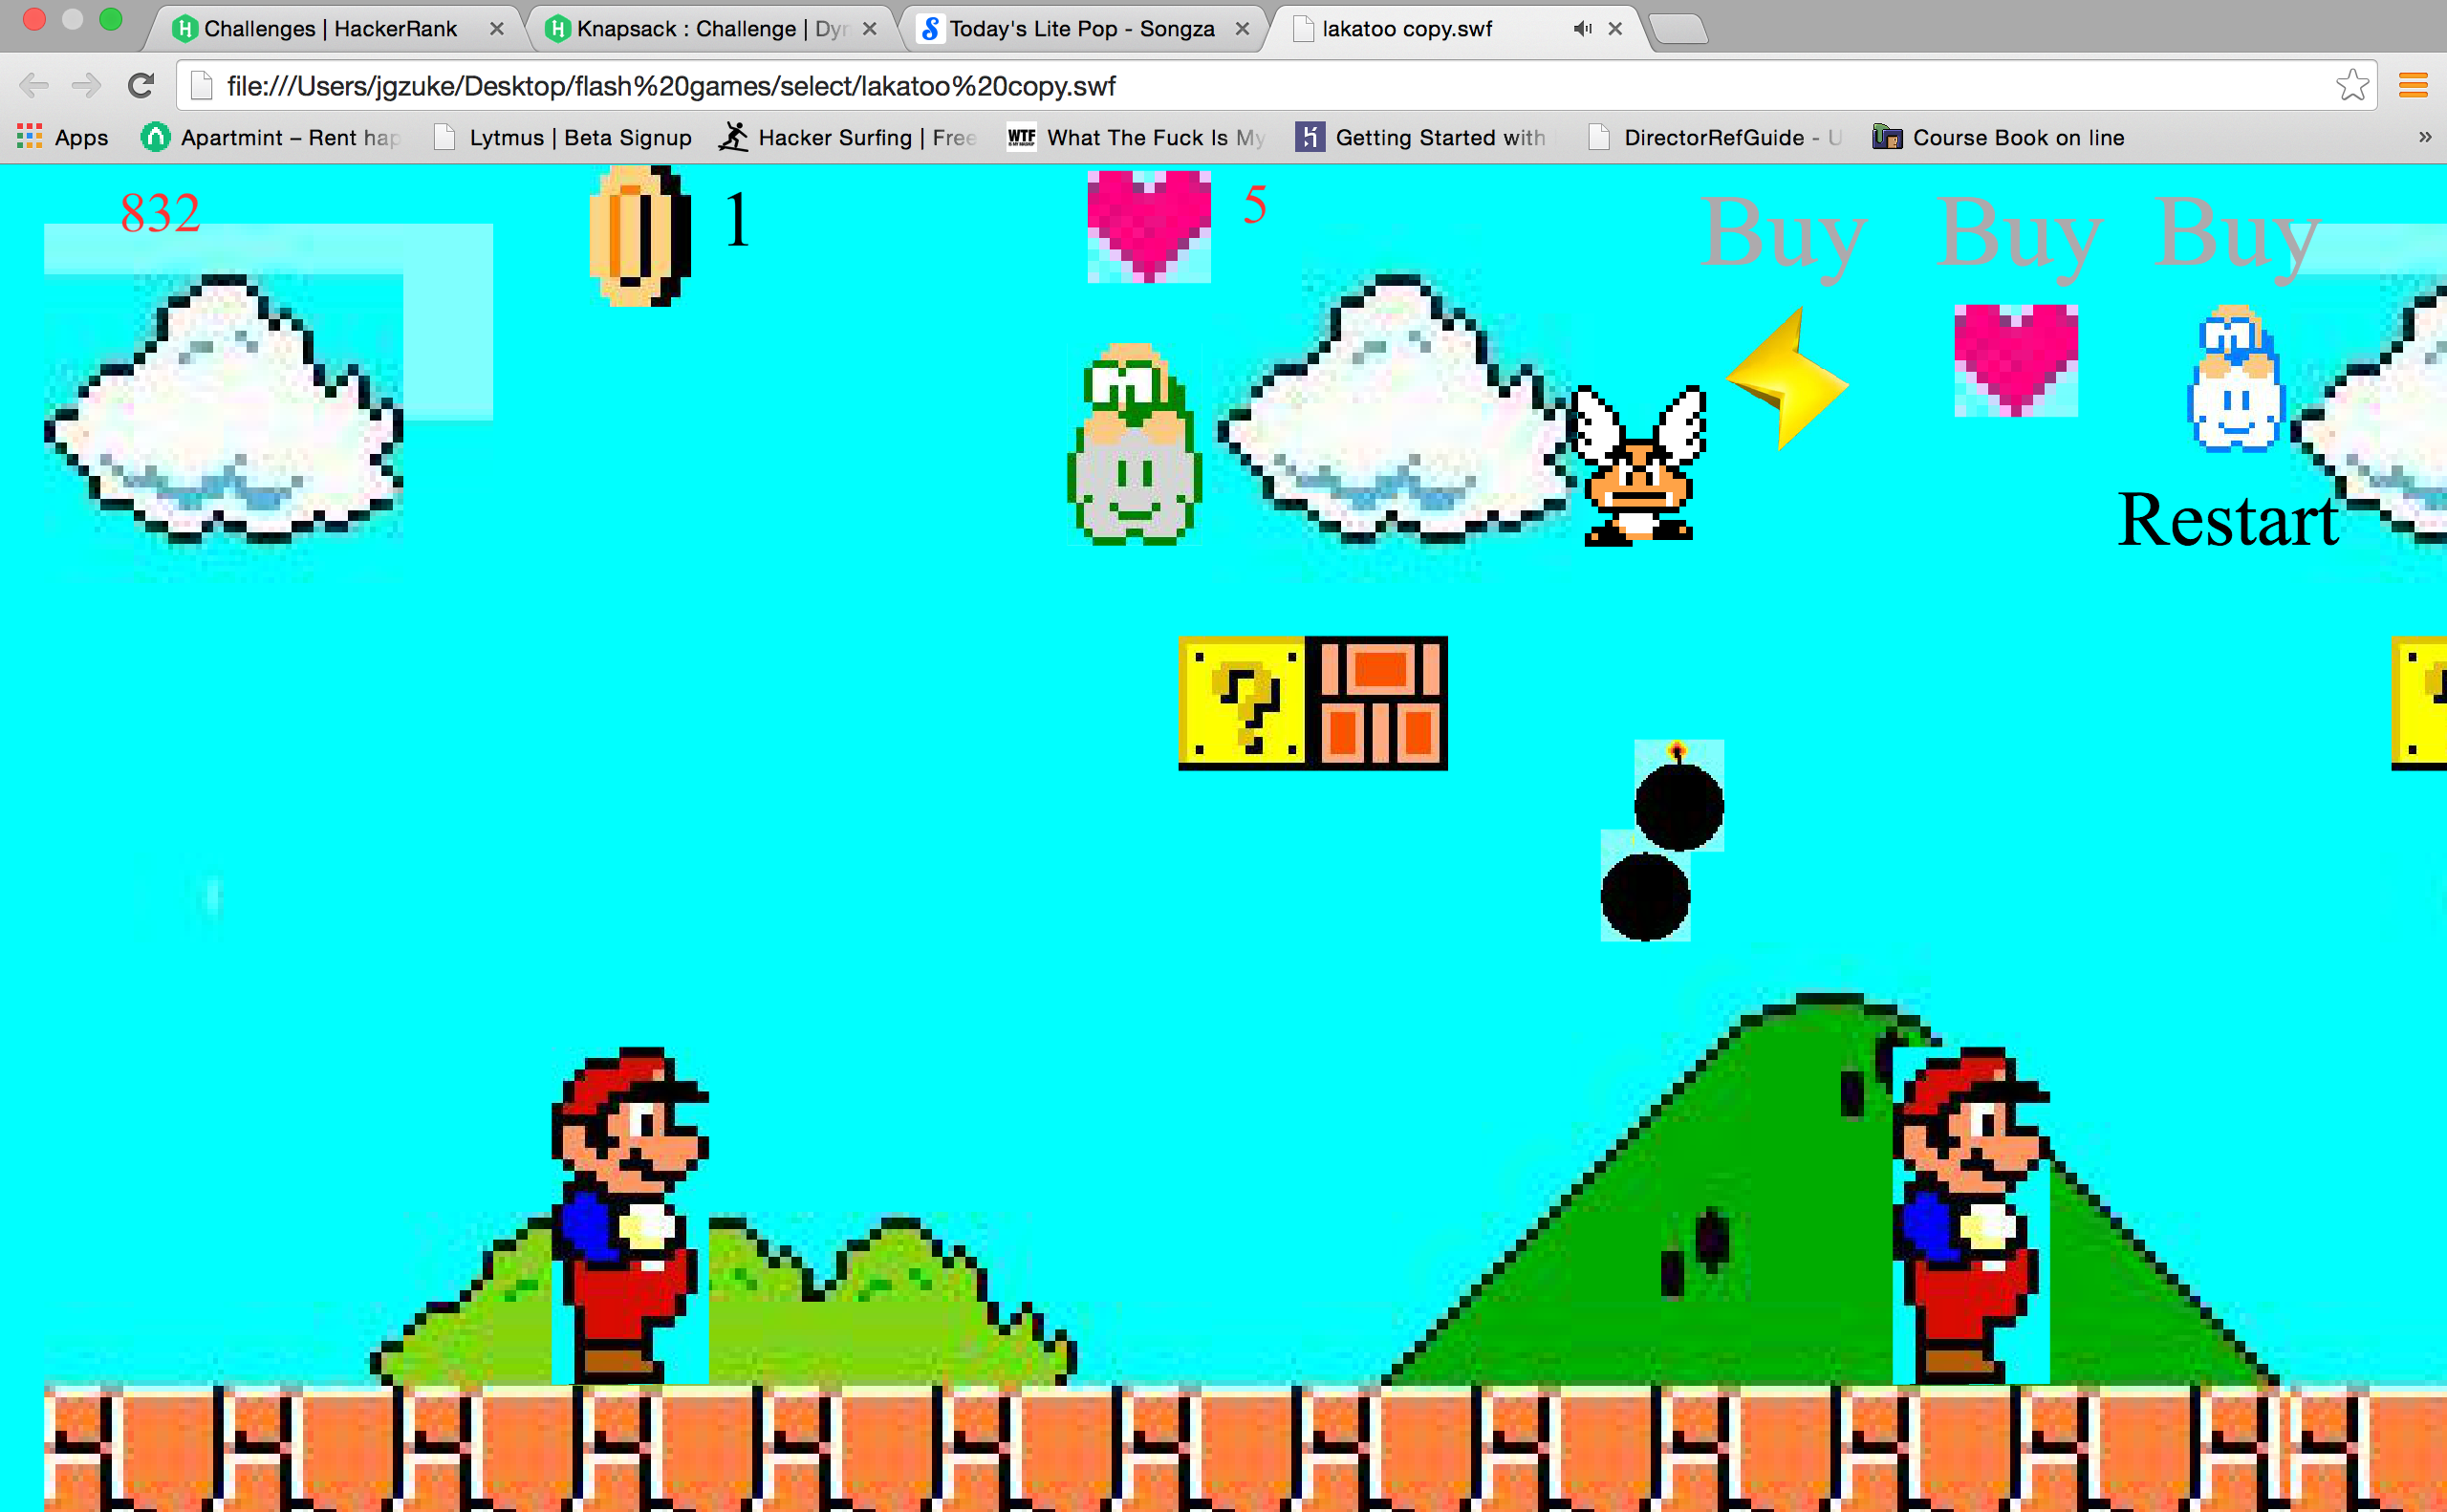 Challenges | HackerRank
Knapsack : Challenge | Dyn
Today's Lite Pop - Songza
lakatoo copy.swf
file:///Users/jgzuke/Desktop/flash%20games/select/lakatoo%20copy.swf
Apps
Apartmint – Rent hap
Lytmus | Beta Signup
Hacker Surfing | Free
WTF
What The Fuck Is My
Getting Started with
DirectorRefGuide - U
Course Book on line
»
832
1
5
Buy Buy Buy
Restart
?